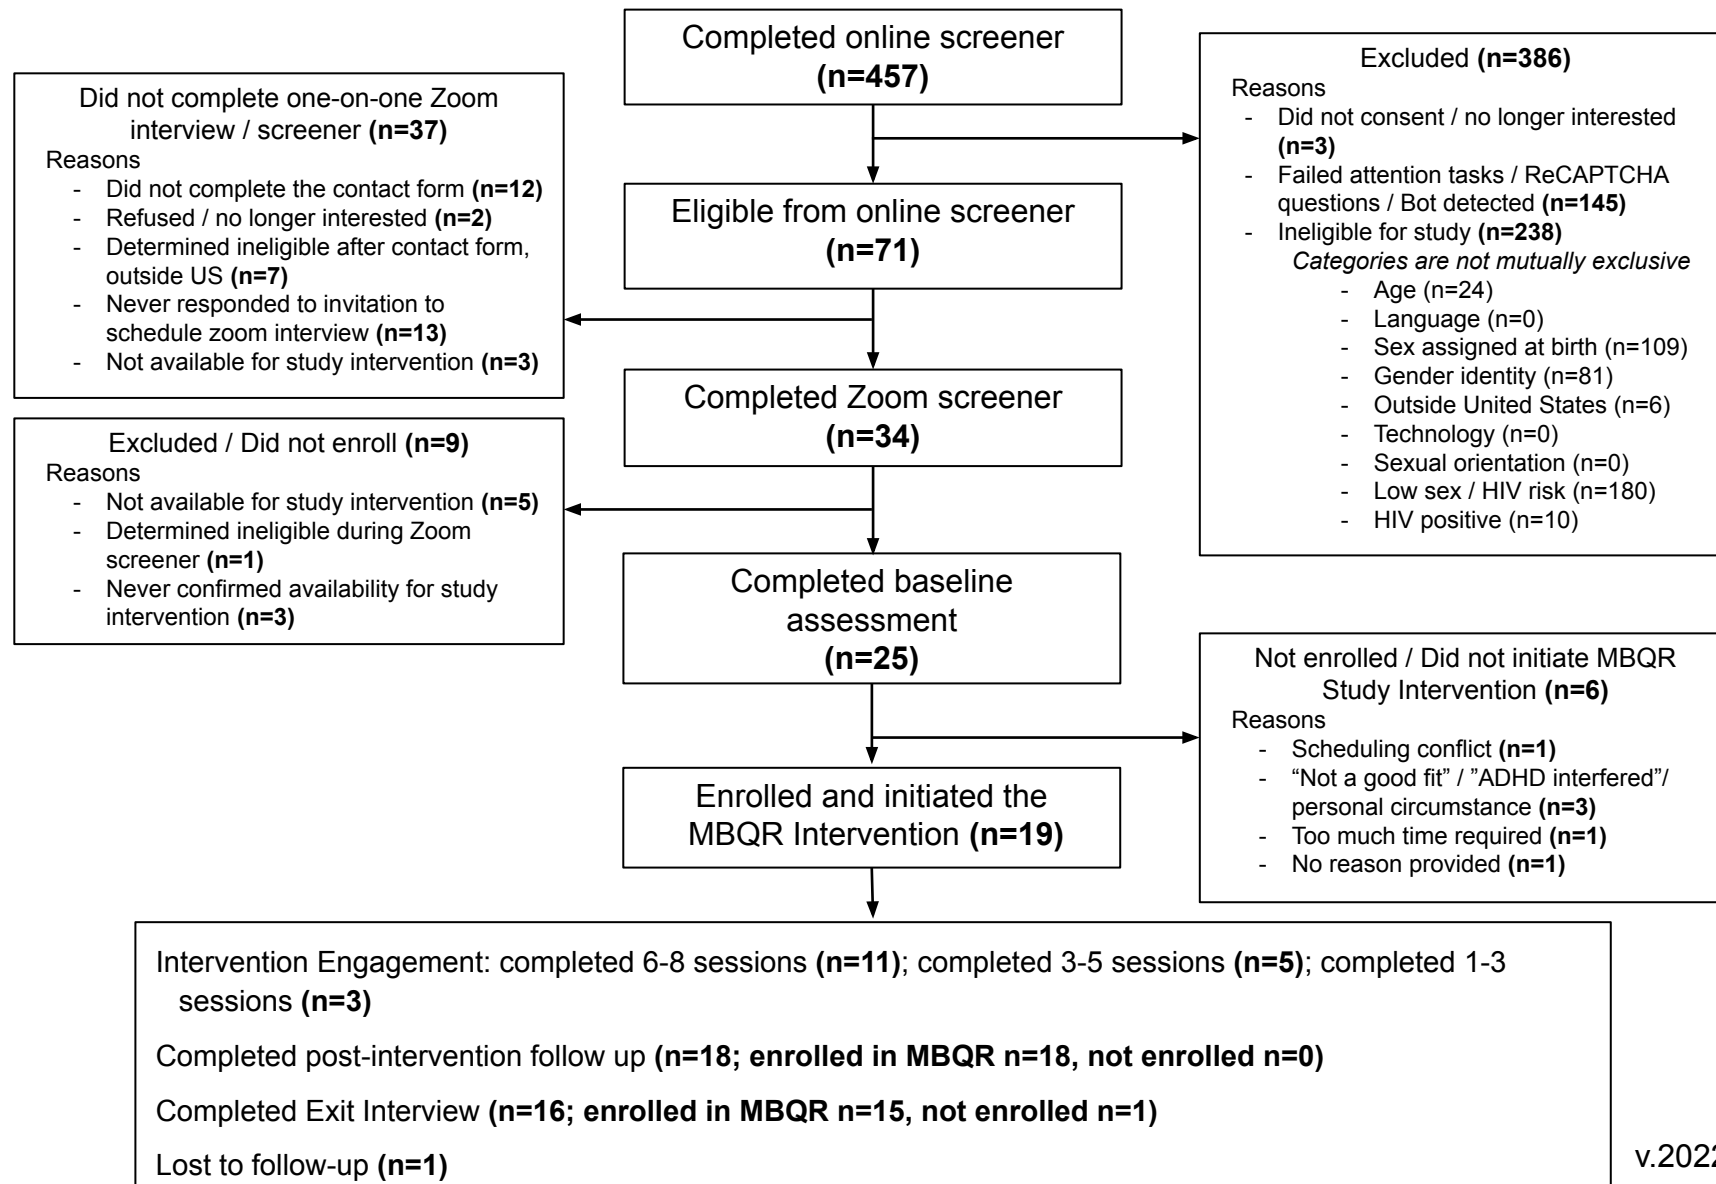 Completed online screener
(n=457)
Excluded (n=386)
Reasons
- Did not consent / no longer interested
(n=3)
- Failed attention tasks / ReCAPTCHA
questions / Bot detected (n=145)
- Ineligible for study (n=238)
Categories are not mutually exclusive
- Age (n=24)
- Language (n=0)
- Sex assigned at birth (n=109)
- Gender identity (n=81)
- Outside United States (n=6)
- Technology (n=0)
- Sexual orientation (n=0)
- Low sex / HIV risk (n=180)
- HIV positive (n=10)
Did not complete one-on-one Zoom
interview / screener (n=37)
Reasons
- Did not complete the contact form (n=12)
- Refused / no longer interested (n=2)
- Determined ineligible after contact form,
outside US (n=7)
- Never responded to invitation to
schedule zoom interview (n=13)
- Not available for study intervention (n=3)
Eligible from online screener
(n=71)
Completed Zoom screener
(n=34)
Excluded / Did not enroll (n=9)
Reasons
- Not available for study intervention (n=5)
- Determined ineligible during Zoom
screener (n=1)
- Never confirmed availability for study
intervention (n=3)
Completed baseline
assessment
(n=25)
Not enrolled / Did not initiate MBQR
Study Intervention (n=6)
Reasons
- Scheduling conflict (n=1)
- “Not a good fit” / ”ADHD interfered”/
personal circumstance (n=3)
- Too much time required (n=1)
- No reason provided (n=1)
Enrolled and initiated the
MBQR Intervention (n=19)
Intervention Engagement: completed 6-8 sessions (n=11); completed 3-5 sessions (n=5); completed 1-3
sessions (n=3)
Completed post-intervention follow up (n=18; enrolled in MBQR n=18, not enrolled n=0)
Completed Exit Interview (n=16; enrolled in MBQR n=15, not enrolled n=1)
Lost to follow-up (n=1)
v.2022